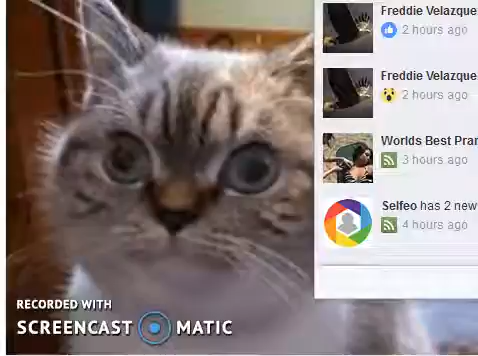 Freddie Velazque
2 hours ago
Freddie Velazque
2 hours ago
Worlds Best Pran
3 hours ago
Selfeo has 2 new
4 hours ago
RECORDED WITH
SCREENCAST MATIC